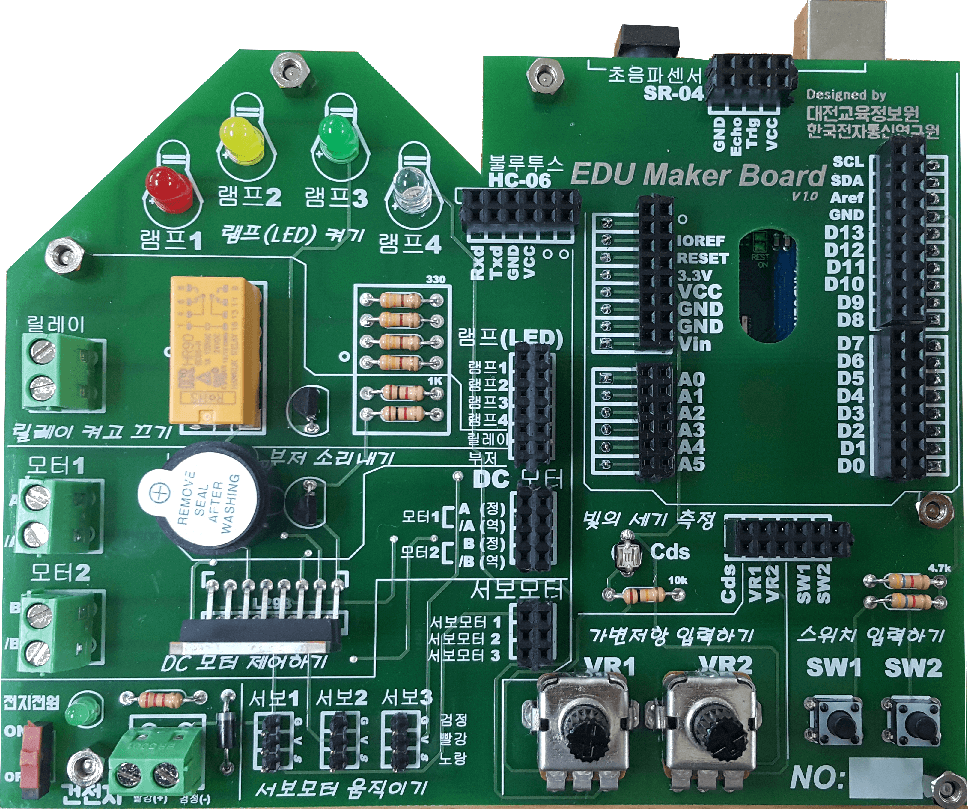 초음파센서
SR-04
GND
Echo
Trig
VCC
Designed by
대전교육정보원
한국전자통신연구원
EDU Maker Board
V 1.0
불루투스
HC-06
Rxd
Txd
GND
VCC
램프1
램프2
램프3
램프4
램프(LED) 켜기
IOREF
RESET
3.3V
VCC
GND
GND
Vin
A0
A1
A2
A3
A4
A5
SCL
SDA
Aref
GND
D13
D12
D11
D10
D9
D8
D7
D6
D5
D4
D3
D2
D1
D0
REST
ON
릴레이
릴레이 켜고 끄기
330
1K
램프(LED)
램프1
램프2
램프3
램프4
릴레이
부저
부저 소리내기
REMOVE
SEAL
AFTER
WASHING
모터1
A
/A
모터2
B
/B
DC 모터
모터1
A (정)
/A (역)
모터2
B (정)
/B (역)
DC 모터 제어하기
서보모터
서보모터 1
서보모터 2
서보모터 3
빛의 세기 측정
Cds
10k
Cds
VR1
VR2
SW1
SW2
4.7k
가변저항 입력하기
VR1
VR2
스위치 입력하기
SW1
SW2
전지전원
ON
건전지
빨강(+)
검정(-)
서보1
서보2
서보3
G
V
S
G
V
S
G
V
S
검정
빨강
노랑
서보모터 움직이기
NO: